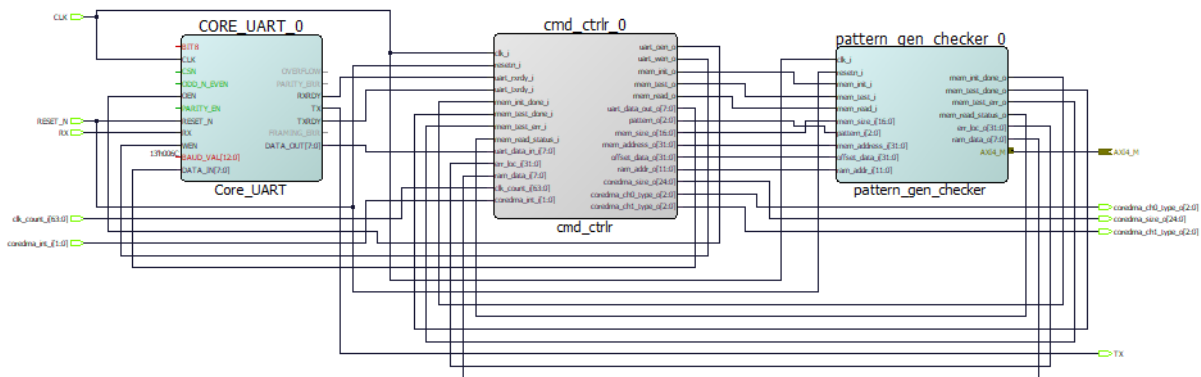 CLK
RESET_N
RX
clk_count_i[63:0]
coredma_int_i[1:0]
CORE_UART_0
BIT8
CLK
CSN
ODD_N_EVEN
OEN
PARITY_EN
RESET_N
RX
WEN
13'h006C
BAUD_VAL[12:0]
DATA_IN[7:0]
OVERFLOW
PARITY_ERR
RXRDY
TX
TXRDY
FRAMING_ERR
DATA_OUT[7:0]
Core_UART
cmd_ctrlr_0
clk_i
resetn_i
uart_rxrdy_i
uart_txrdy_i
mem_init_done_i
mem_test_done_i
mem_test_err_i
mem_read_status_i
uart_data_in_i[7:0]
err_loc_i[31:0]
ram_data_i[7:0]
clk_count_i[63:0]
coredma_int_i[1:0]
uart_oen_o
uart_wen_o
mem_init_o
mem_test_o
mem_read_o
uart_data_out_o[7:0]
pattern_o[2:0]
mem_size_o[16:0]
mem_address_o[31:0]
offset_data_o[31:0]
ram_addr_o[11:0]
coredma_size_o[24:0]
coredma_ch0_type_o[2:0]
coredma_ch1_type_o[2:0]
cmd_ctrlr
pattern_gen_checker_0
clk_i
resetn_i
mem_init_i
mem_test_i
mem_read_i
mem_size_i[16:0]
pattern_i[2:0]
mem_address_i[31:0]
offset_data_i[31:0]
ram_addr_i[11:0]
mem_init_done_o
mem_test_done_o
mem_test_err_o
mem_read_status_o
err_loc_o[31:0]
ram_data_o[7:0]
AXI4_M
pattern_gen_checker
AXI4_M
coredma_ch0_type_o[2:0]
coredma_size_o[24:0]
coredma_ch1_type_o[2:0]
TX